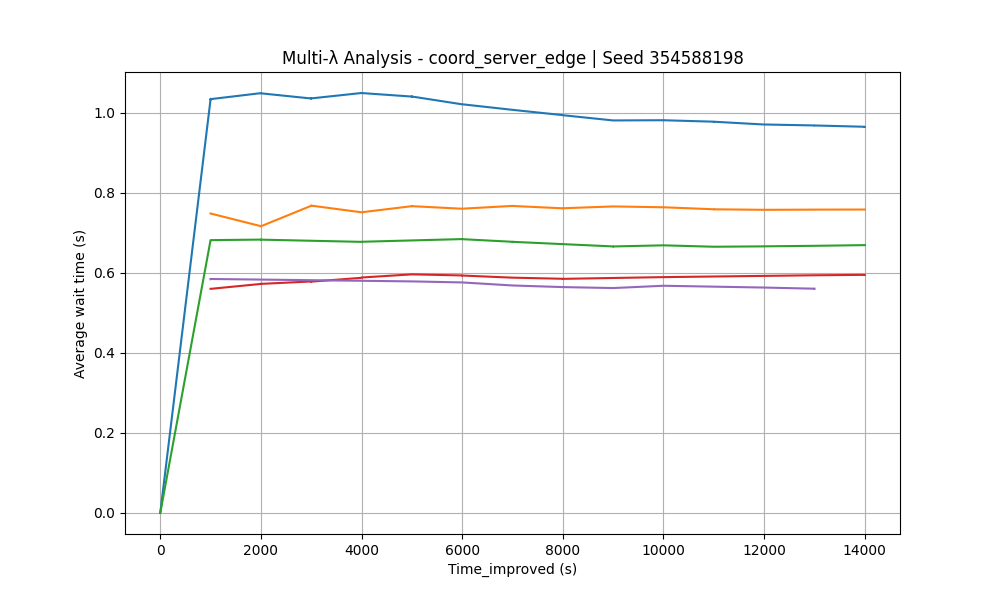 Multi-λ Analysis - coord_server_edge | Seed 354588198
Average wait time (s)
1.0
0.8
0.6
0.4
0.2
0.0
0 2000 4000 6000 8000 10000 12000 14000
Time_improved (s)